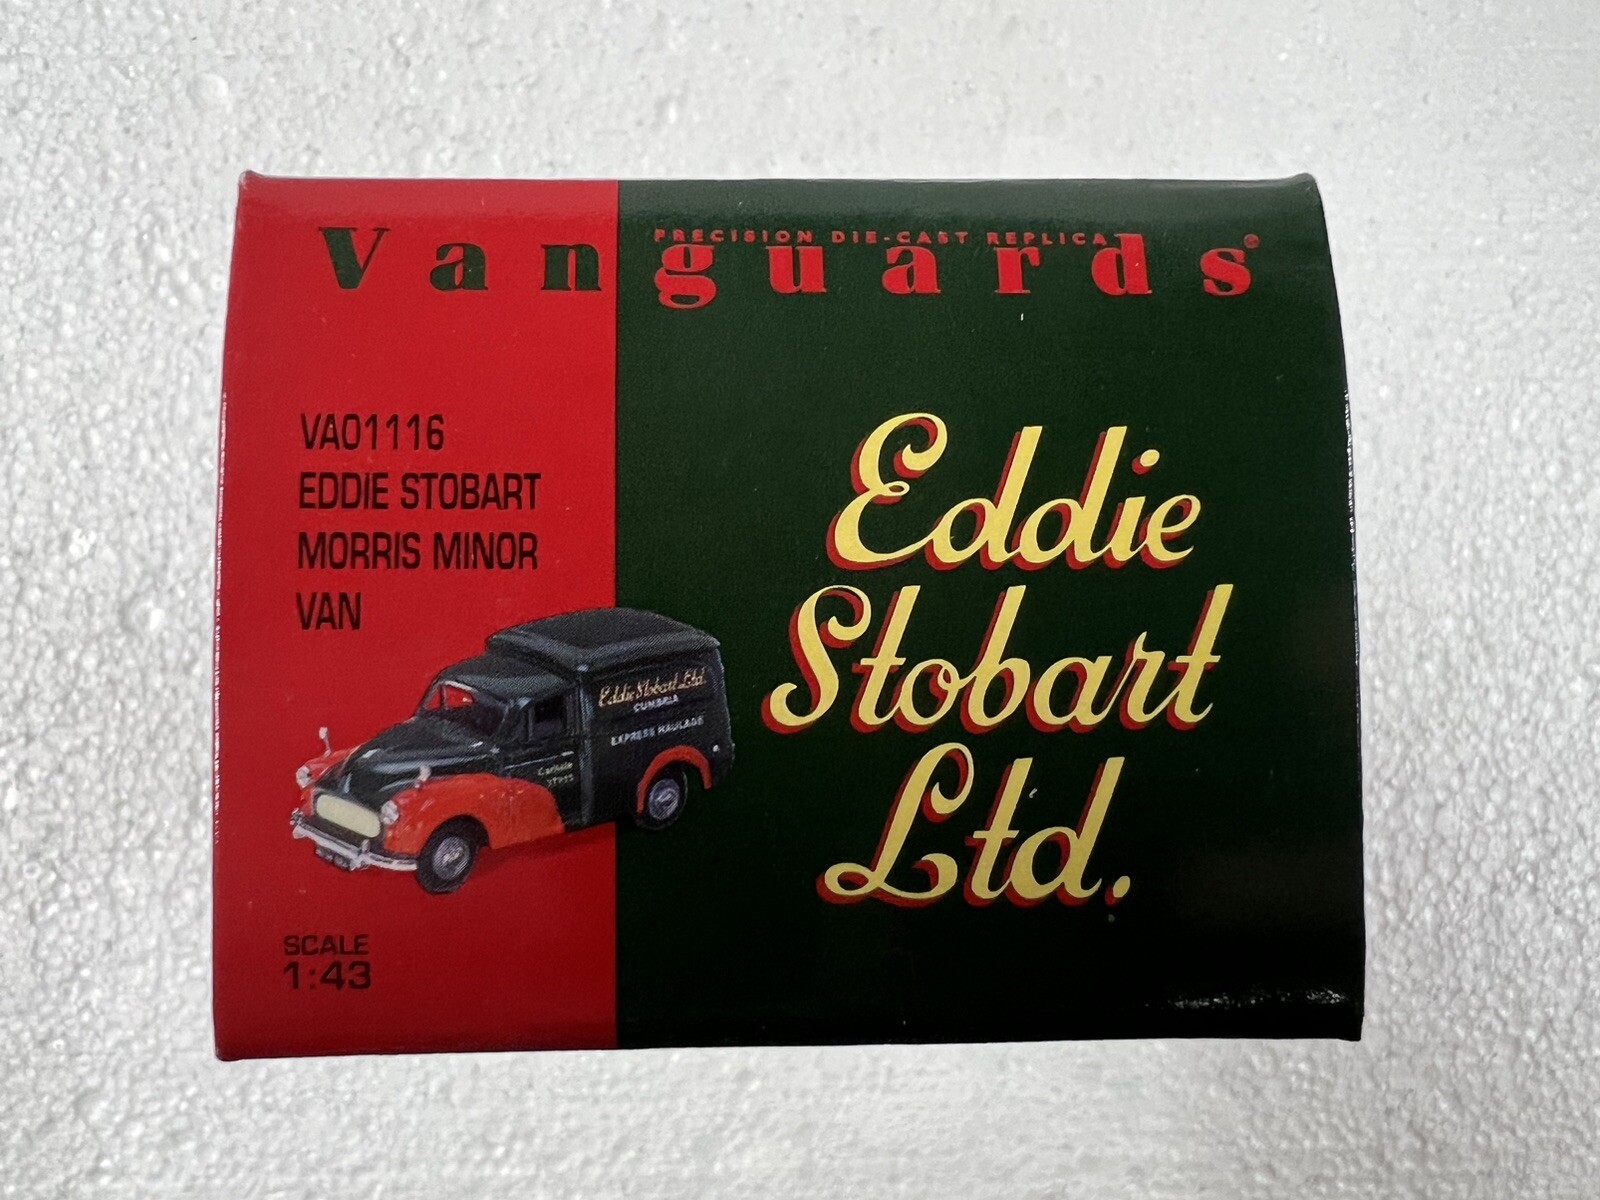 Vanguards®
PRECISION DIE-CAST REPLICA
VA01116
EDDIE STOBART
MORRIS MINOR
VAN
Eddie
Stobart
Ltd.
Eddie Stobart Ltd.
CUMBRIA
EXPRESS HAULAGE
Carlisle
SCALE
1:43